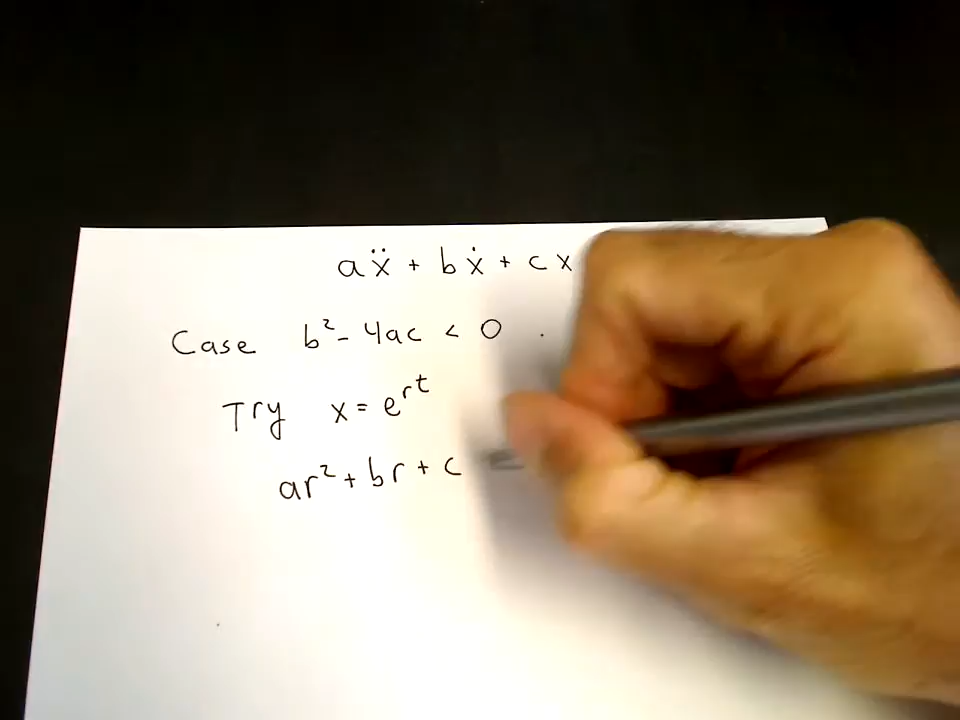 aẍ + bẋ + cx
Case b² - 4ac < 0 .
Try x = e^{rt}
ar² + br + c =